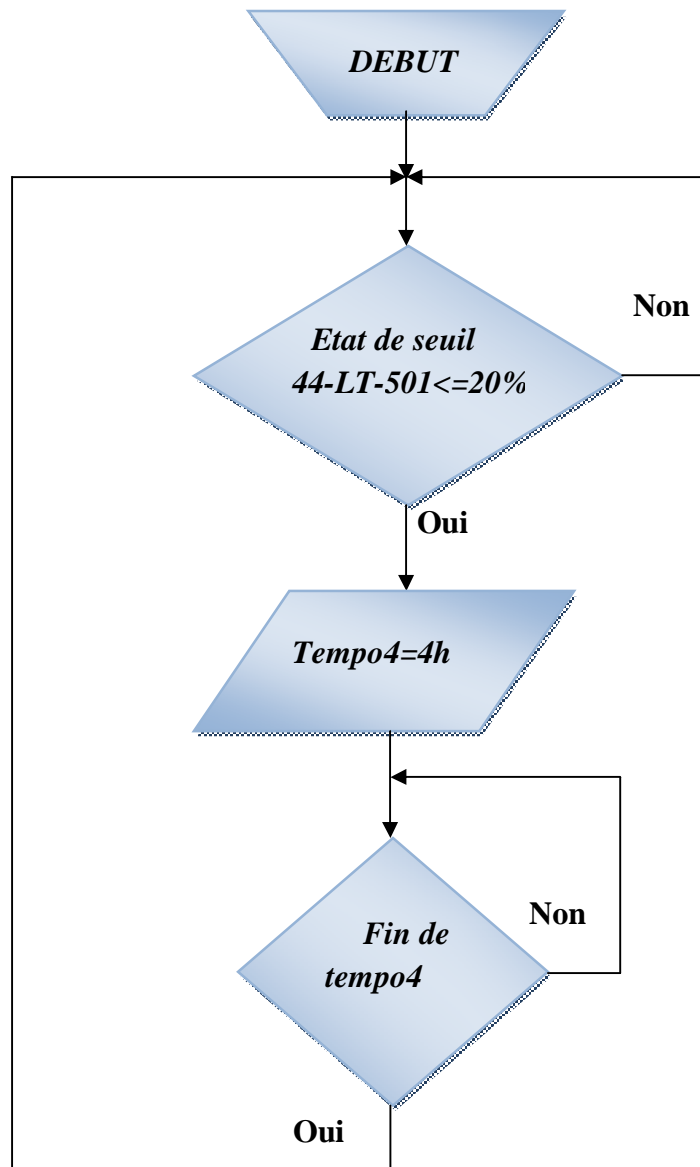 DEBUT
Non
Etat de seuil
44-LT-501<=20%
Oui
Tempo4=4h
Non
Fin de
tempo4
Oui